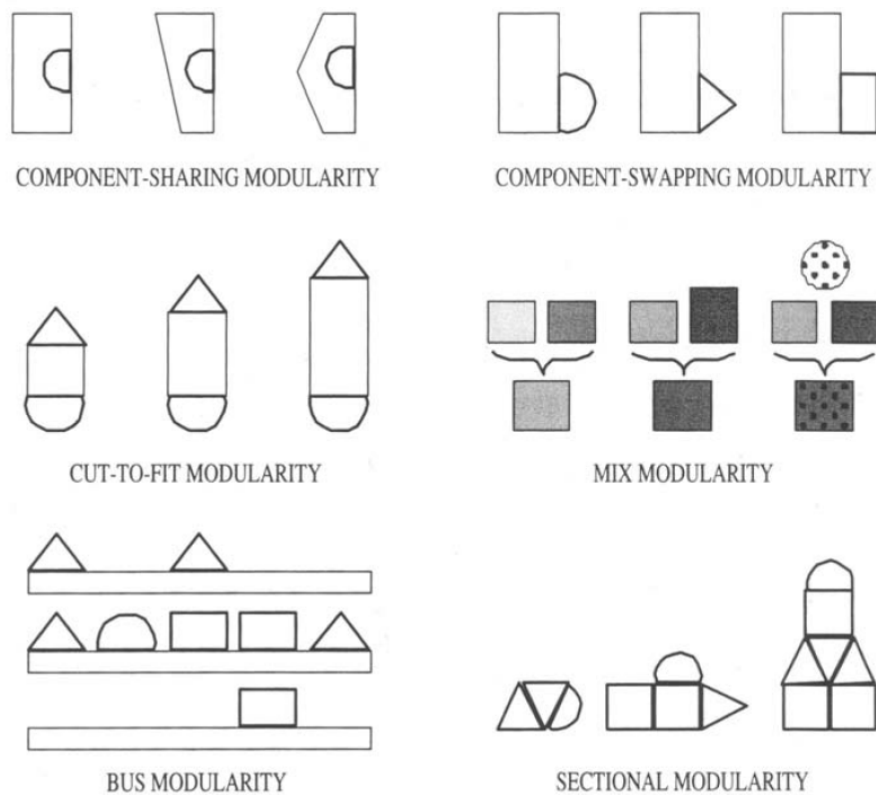 COMPONENT-SHARING MODULARITY
COMPONENT-SWAPPING MODULARITY
CUT-TO-FIT MODULARITY
MIX MODULARITY
BUS MODULARITY
SECTIONAL MODULARITY